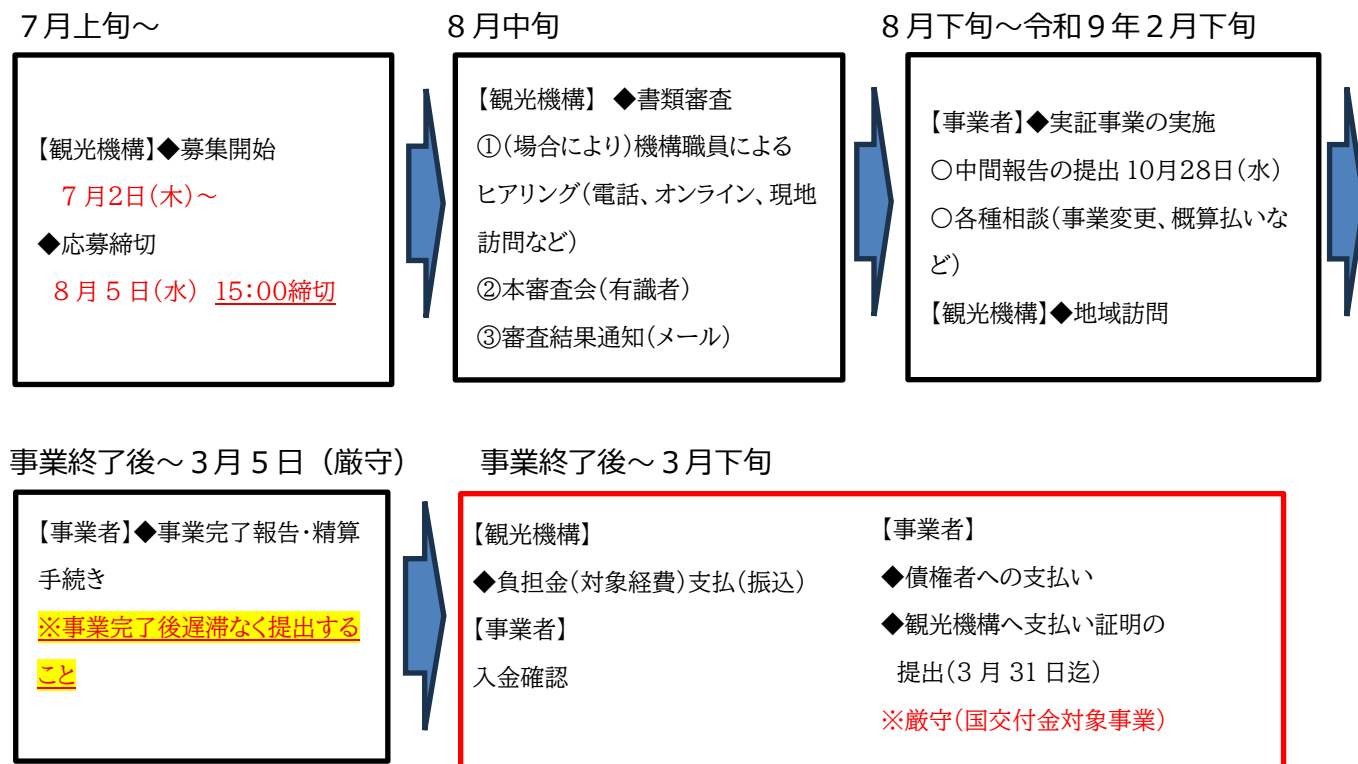 ７月上旬～
【観光機構】◆募集開始
７月2日(木)～
◆応募締切
８月５日(水) 15:00締切
８月中旬
【観光機構】 ◆書類審査
①(場合により)機構職員による
ヒアリング(電話、オンライン、現地
訪問など)
②本審査会(有識者)
③審査結果通知(メール)
８月下旬～令和９年２月下旬
【事業者】◆実証事業の実施
○中間報告の提出 10月28日(水)
○各種相談(事業変更、概算払いな
ど)
【観光機構】◆地域訪問
事業終了後～３月５日（厳守）
【事業者】◆事業完了報告・精算
手続き
※事業完了後遅滞なく提出する
こと
事業終了後～３月下旬
【観光機構】
◆負担金(対象経費)支払(振込)
【事業者】
入金確認
【事業者】
◆債権者への支払い
◆観光機構へ支払い証明の
提出(３月 31 日迄)
※厳守(国交付金対象事業)